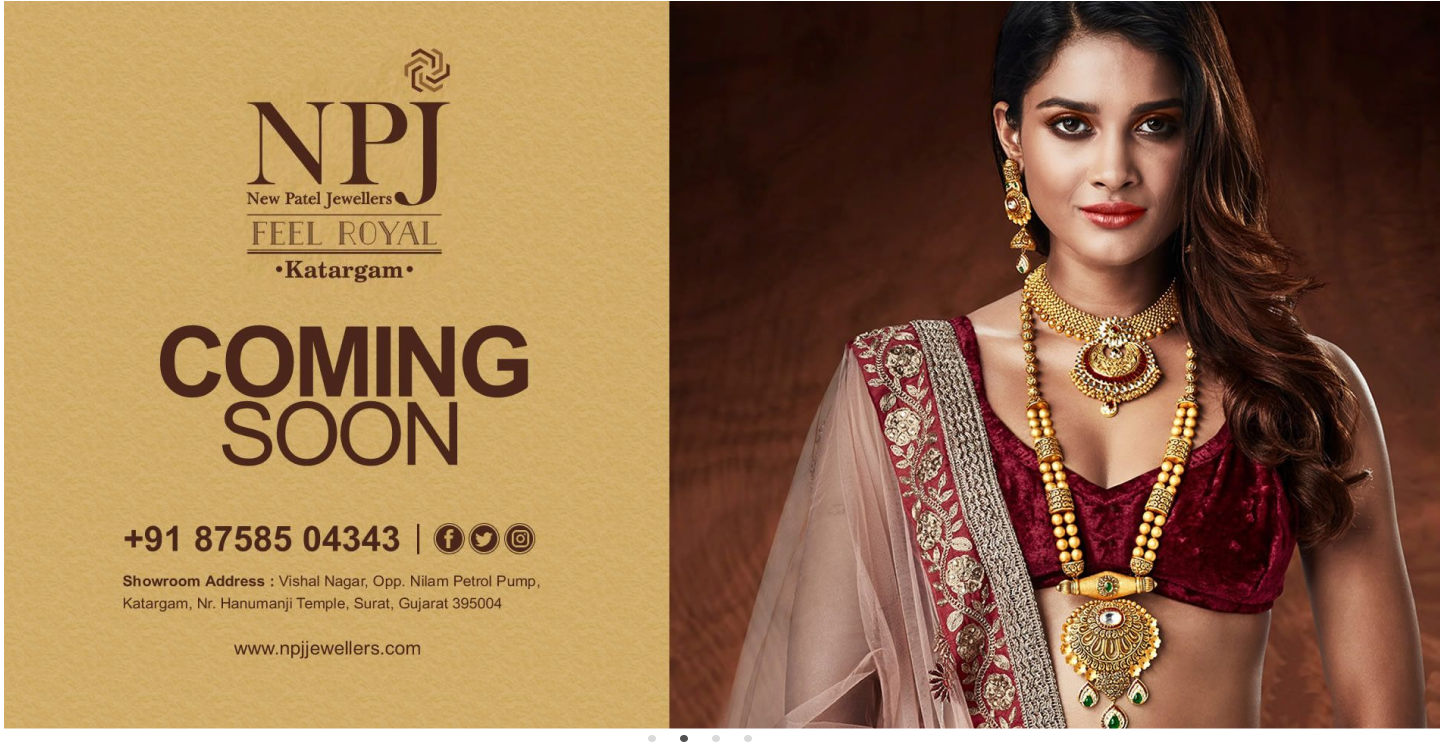 NPJ
New Patel Jewellers
FEEL ROYAL
•Katargam•
COMING
SOON
+91 87585 04343 |
Showroom Address : Vishal Nagar, Opp. Nilam Petrol Pump,
Katargam, Nr. Hanumanji Temple, Surat, Gujarat 395004
www.npjjewellers.com